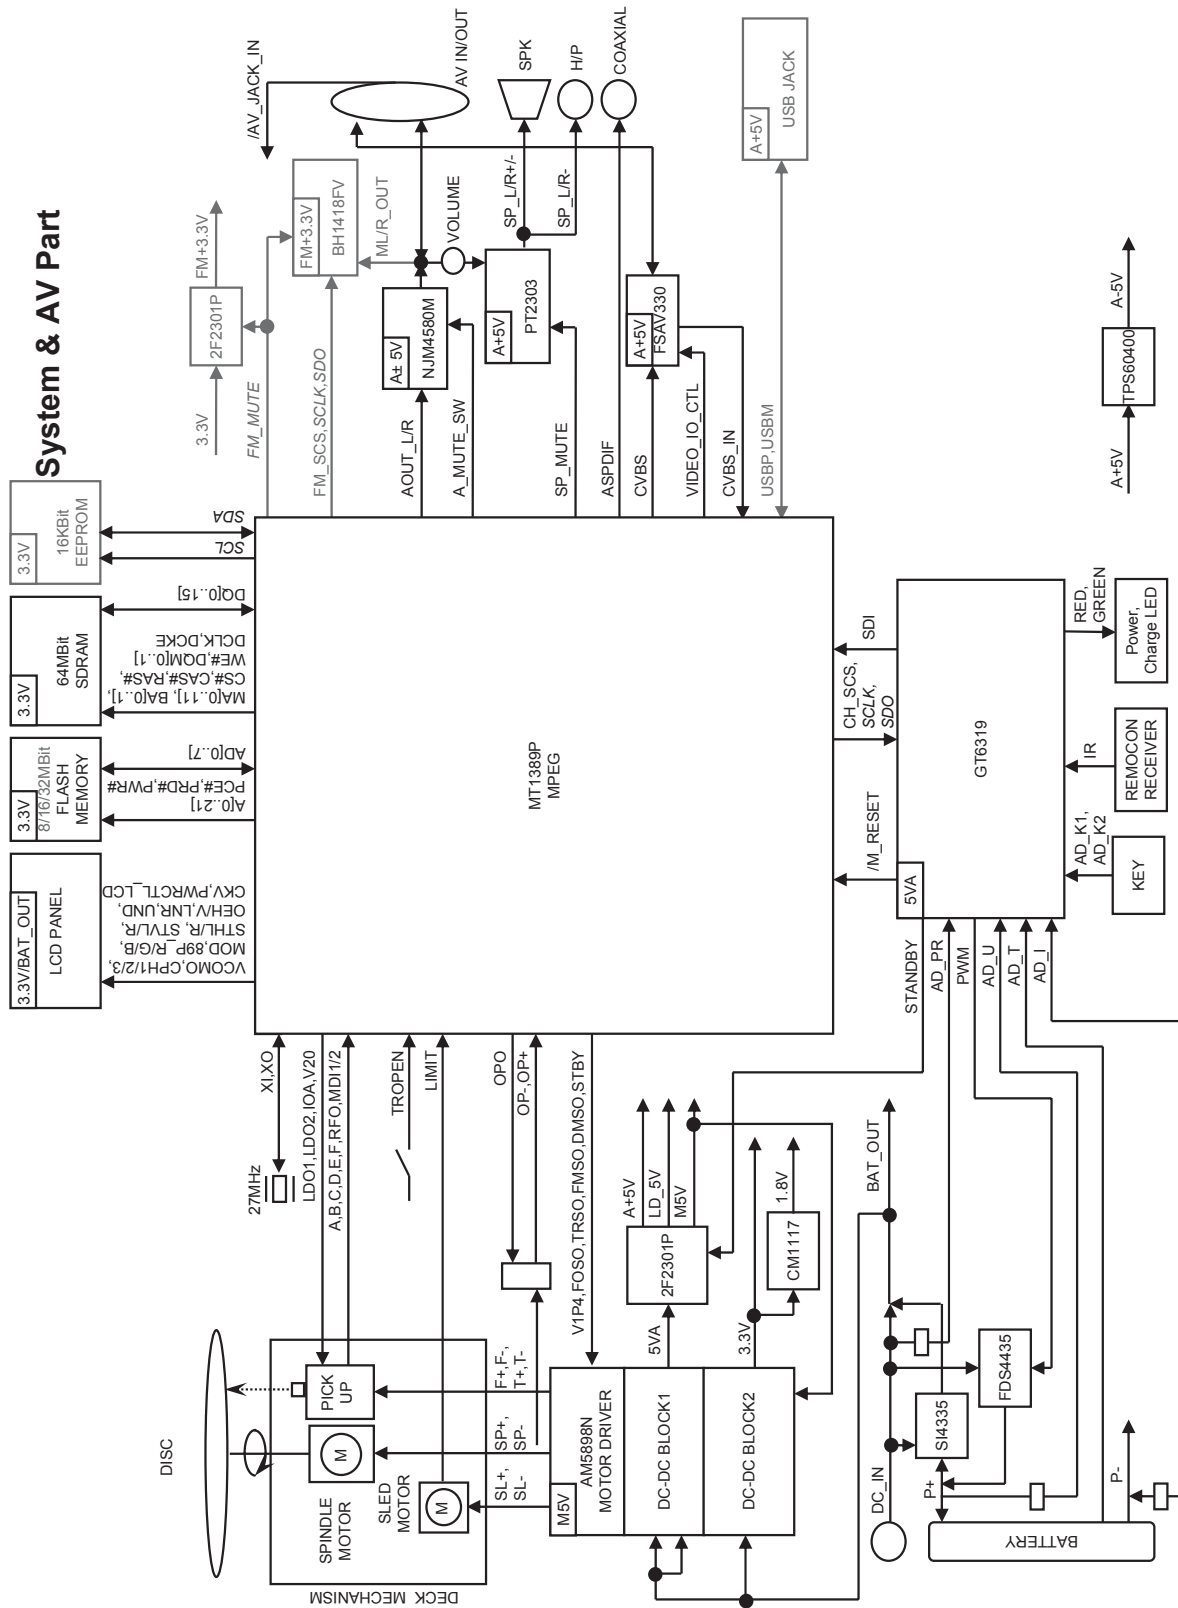 System & AV Part
LCD PANEL
3.3V/BAT_OUT
VCOMO,CPH1/2/3,
MOD,89P_R/G/B,
STHL/R, STVL/R,
OEH/V,LNR,UND,
CKV,PWRCTL_LCD
8/16/32MBit
FLASH
MEMORY
3.3V
A[0..21]
PCE#,PRD#,PWR#
AD[0..7]
64MBit
SDRAM
3.3V
MA[0..11], BA[0..1],
CS#,CAS#,RAS#,
WE#,DQM[0..1]
DCLK,DCKE
DQ[0..15]
16KBit
EEPROM
3.3V
SCL
SDA
3.3V
2F2301P
FM+3.3V
FM_MUTE
FM+3.3V
BH1418FV
FM_SCS,SCLK,SDO
ML/R_OUT
/AV_JACK_IN
AV IN/OUT
AOUT_L/R
A± 5V
NJM4580M
A_MUTE_SW
VOLUME
A+5V
PT2303
SP_MUTE
SP_L/R+/-
SP_L/R-
SPK
H/P
COAXIAL
ASPDIF
CVBS
A+5V
FSAV330
VIDEO_IO_CTL
CVBS_IN
USBP,USBM
A+5V
USB JACK
A+5V
TPS60400
A-5V
MT1389P
MPEG
27MHz
XI,XO
LDO1,LDO2,IOA,V20
A,B,C,D,E,F,RFO,MDI1/2
TROPEN
LIMIT
OPO
OP-,OP+
V1P4,FOSO,TRSO,FMSO,DMSO,STBY
DISC
PICK
UP
M
SPINDLE
MOTOR
SLED
MOTOR
M
DECK MECHANISM
F+,F-,
T+,T-
SP+,
SP-
SL+,
SL-
M5V
AM5898N
MOTOR DRIVER
DC-DC BLOCK1
DC-DC BLOCK2
5VA
2F2301P
A+5V
LD_5V
M5V
3.3V
CM1117
1.8V
/M_RESET
CH_SCS,
SCLK,
SDO
SDI
5VA
GT6319
AD_K1,
AD_K2
KEY
IR
REMOCON
RECEIVER
RED,
GREEN
Power,
Charge LED
STANDBY
AD_PR
PWM
AD_U
AD_T
AD_I
BAT_OUT
DC_IN
SI4335
FDS4435
P+
P-
BATTERY